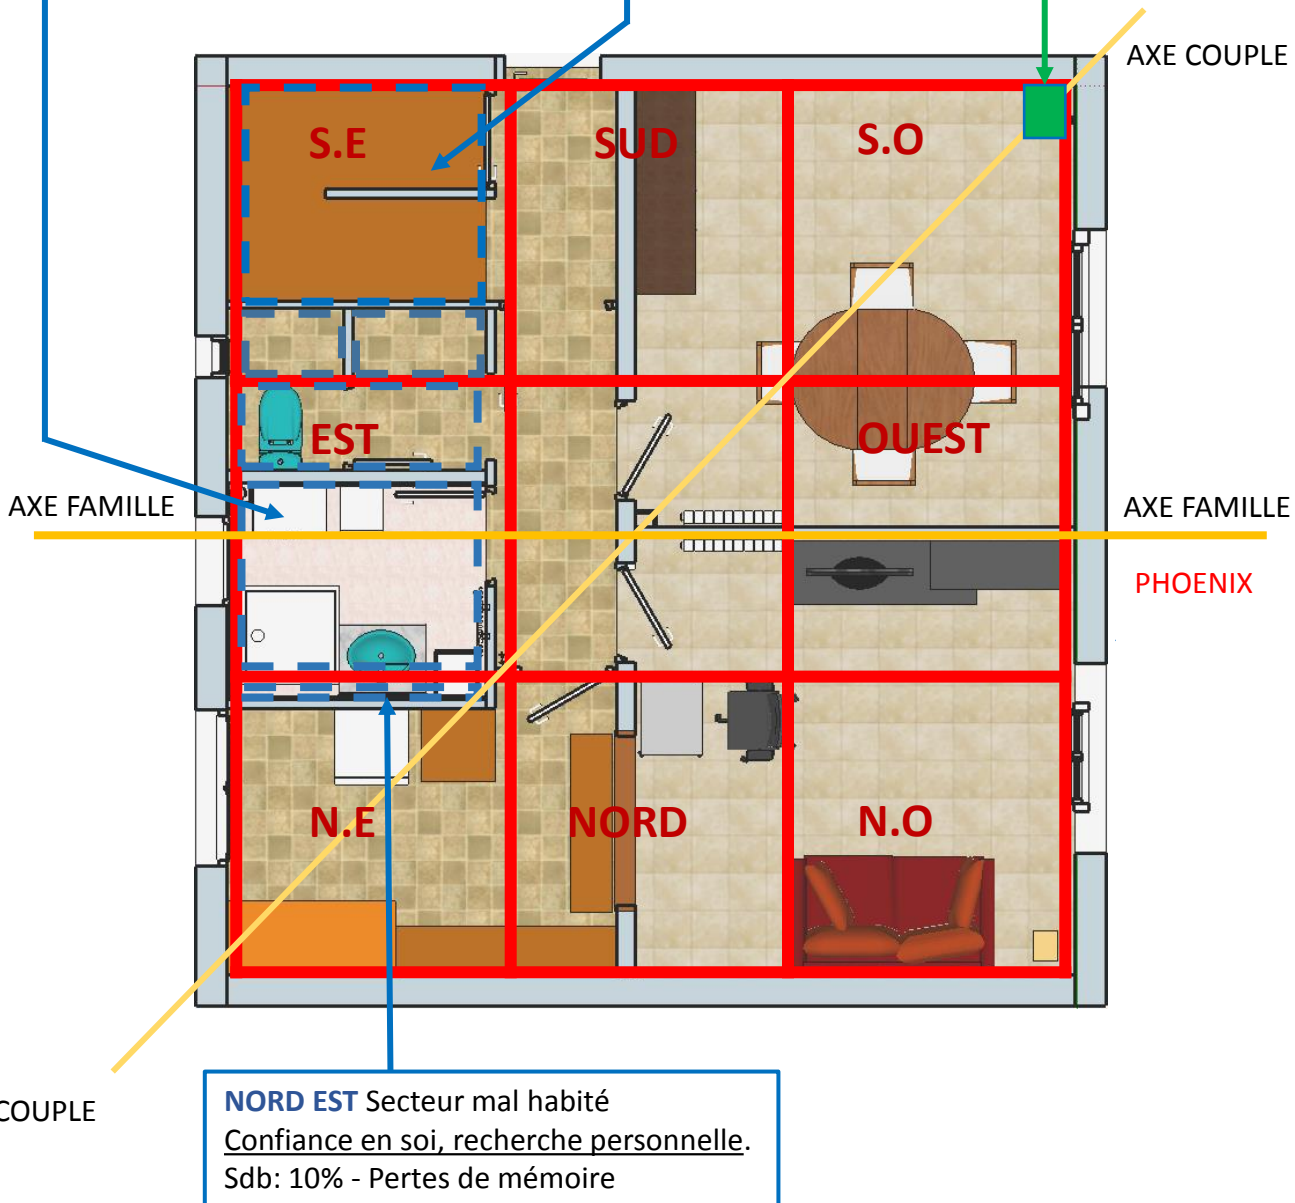 AXE COUPLE
S.E
SUD
S.O
EST
OUEST
AXE FAMILLE
AXE FAMILLE
PHOENIX
N.E
NORD
N.O
COUPLE
NORD EST Secteur mal habité
Confiance en soi, recherche personnelle.
Sdb: 10% - Pertes de mémoire